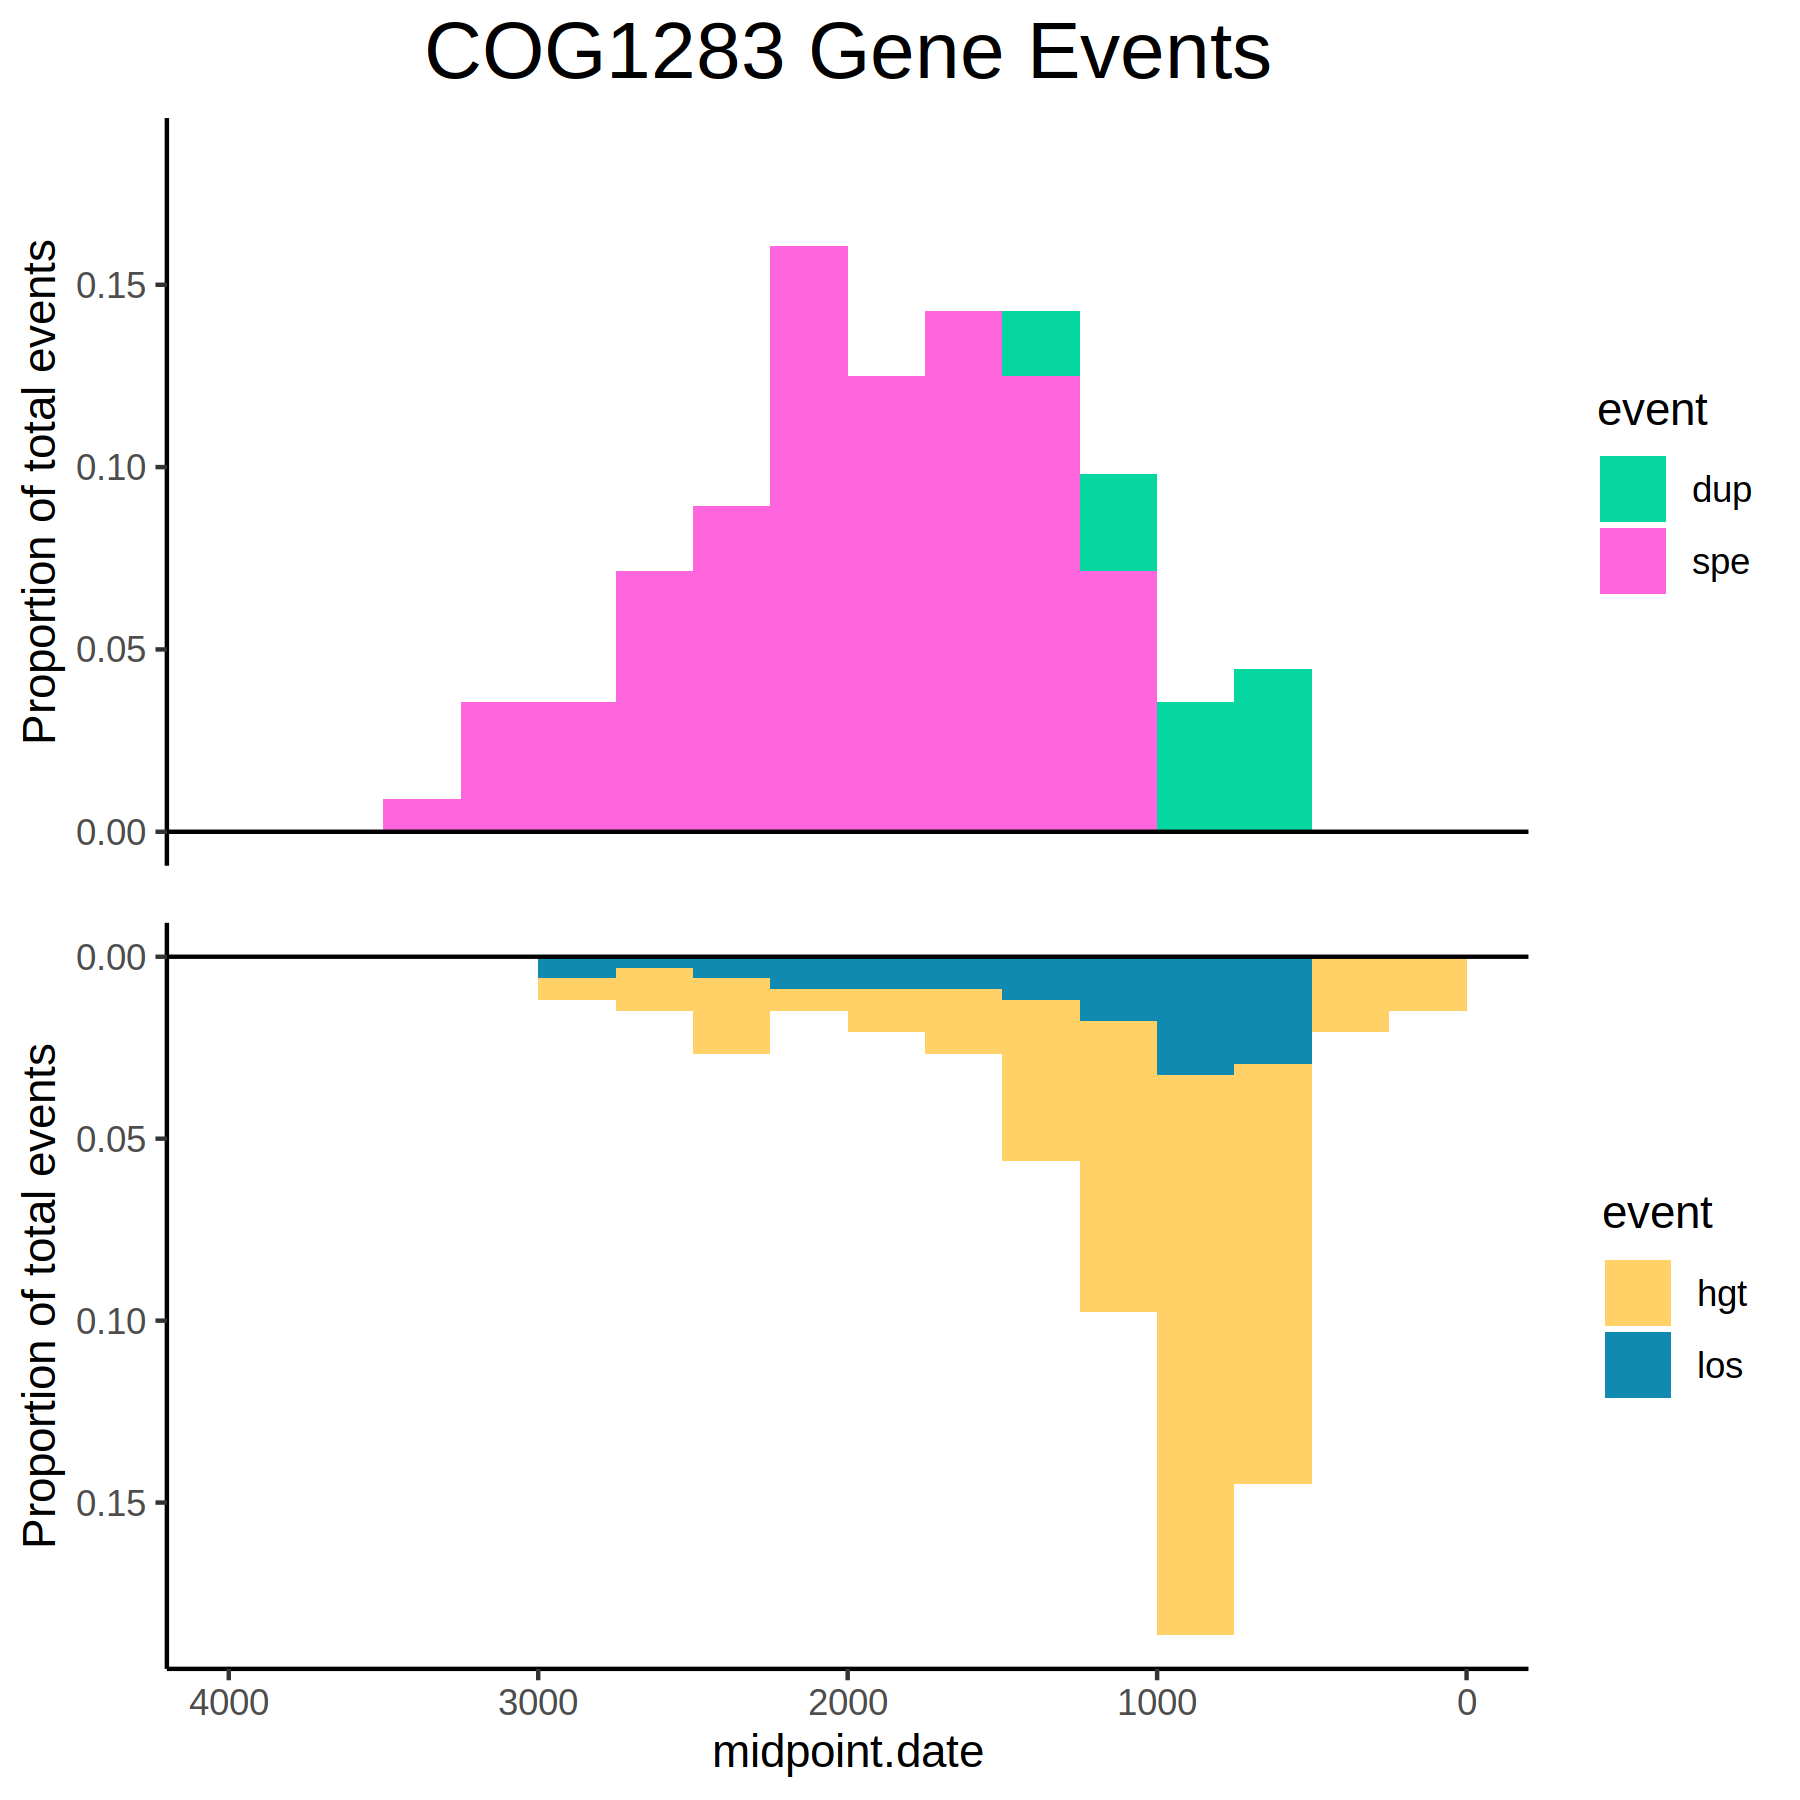 COG1283 Gene Events
Proportion of total events
0.15
0.10
0.05
0.00
event
dup
spe
Proportion of total events
0.00
0.05
0.10
0.15
event
hgt
los
4000 3000 2000 1000 0
midpoint.date